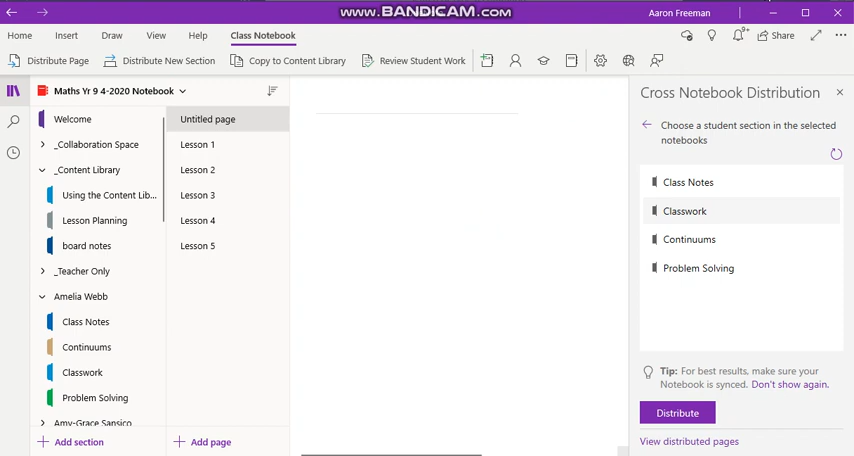 www.BANDICAM.com
Aaron Freeman
Home Insert Draw View Help Class Notebook
9+ Share
Distribute Page Distribute New Section Copy to Content Library Review Student Work
Maths Yr 9 4-2020 Notebook
Welcome
_Collaboration Space
_Content Library
Using the Content Lib...
Lesson Planning
board notes
_Teacher Only
Amelia Webb
Class Notes
Continuums
Classwork
Problem Solving
Amy-Grace Sansico
Add section
Untitled page
Lesson 1
Lesson 2
Lesson 3
Lesson 4
Lesson 5
Add page
Cross Notebook Distribution
Choose a student section in the selected
notebooks
Class Notes
Classwork
Continuums
Problem Solving
Tip: For best results, make sure your
Notebook is synced. Don't show again.
Distribute
View distributed pages